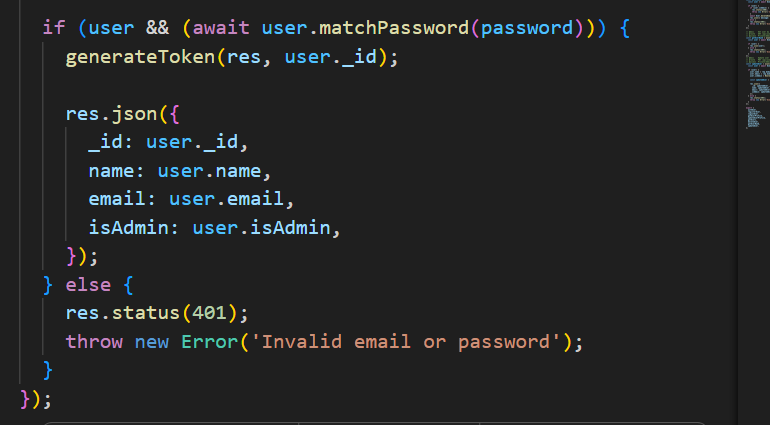 if (user && (await user.matchPassword(password))) {
generateToken(res, user._id);
res.json({
_id: user._id,
name: user.name,
email: user.email,
isAdmin: user.isAdmin,
});
} else {
res.status(401);
throw new Error('Invalid email or password');
}
});